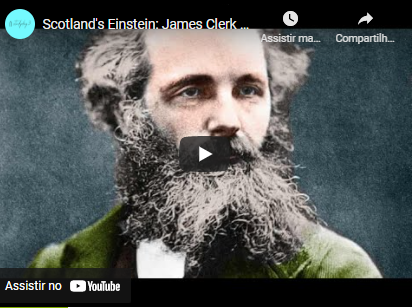 Scotland's Einstein: James Clerk ...
Assistir ma...
Compartilh...
Assistir no YouTube